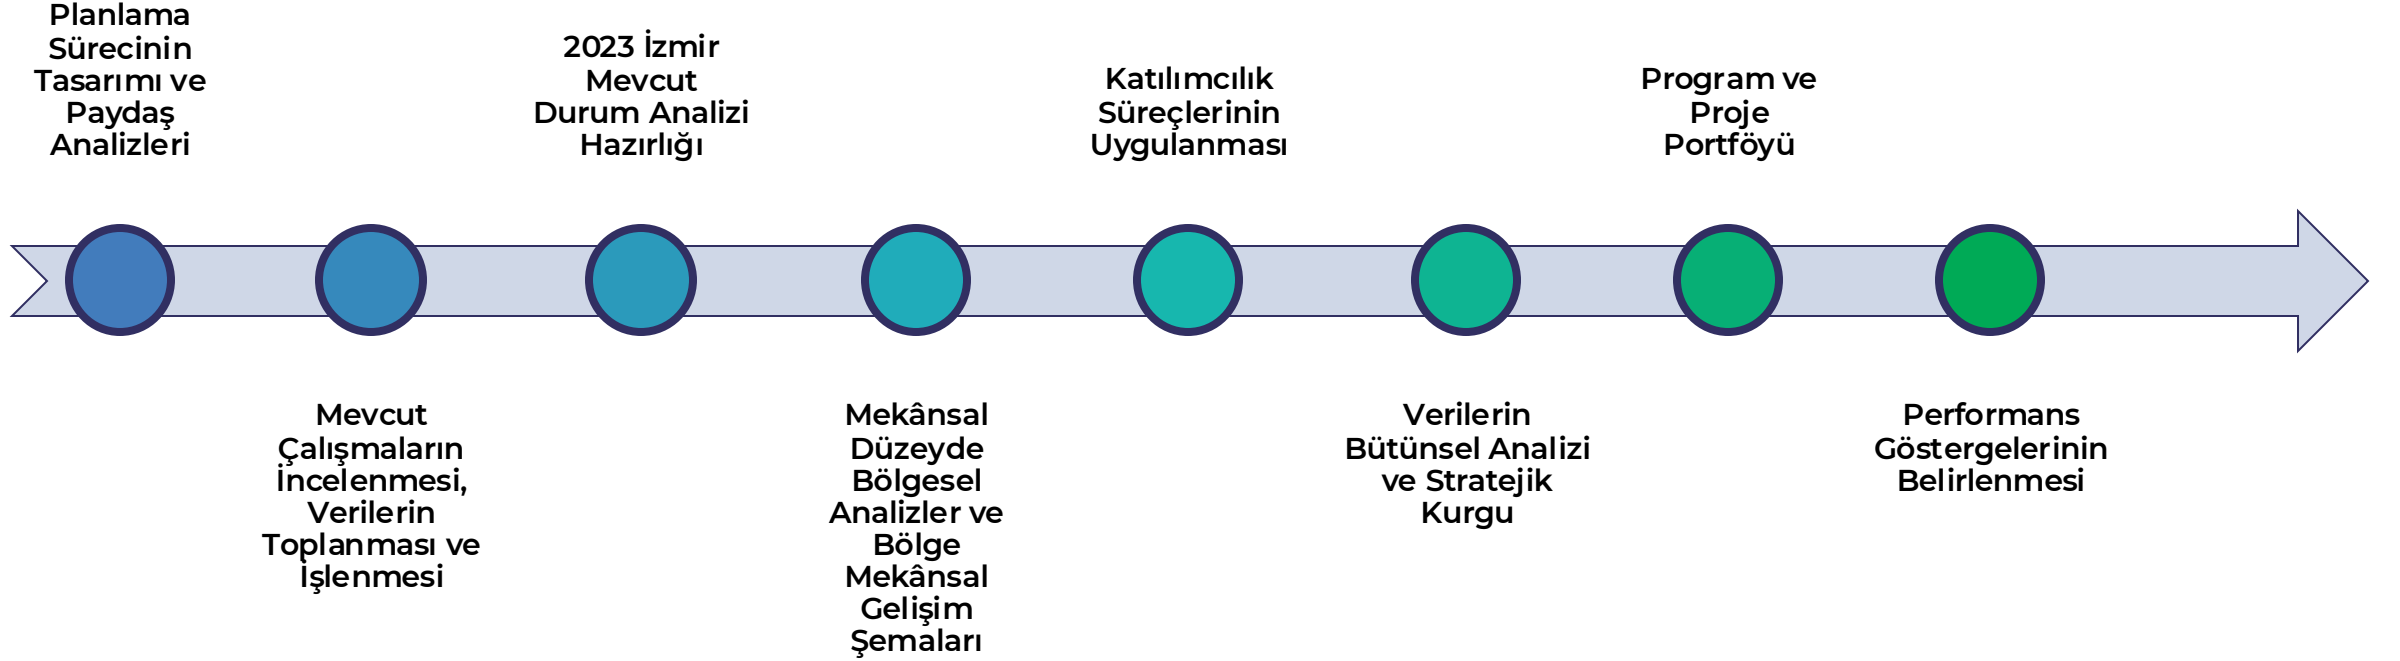 Planlama
Sürecinin
Tasarımı ve
Paydaş
Analizleri
Mevcut
Çalışmaların
İncelenmesi,
Verilerin
Toplanması ve
İşlenmesi
2023 İzmir
Mevcut
Durum Analizi
Hazırlığı
Mekânsal
Düzeyde
Bölgesel
Analizler ve
Bölge
Mekânsal
Gelişim
Şemaları
Katılımcılık
Süreçlerinin
Uygulanması
Verilerin
Bütünsel Analizi
ve Stratejik
Kurgu
Program ve
Proje
Portföyü
Performans
Göstergelerinin
Belirlenmesi